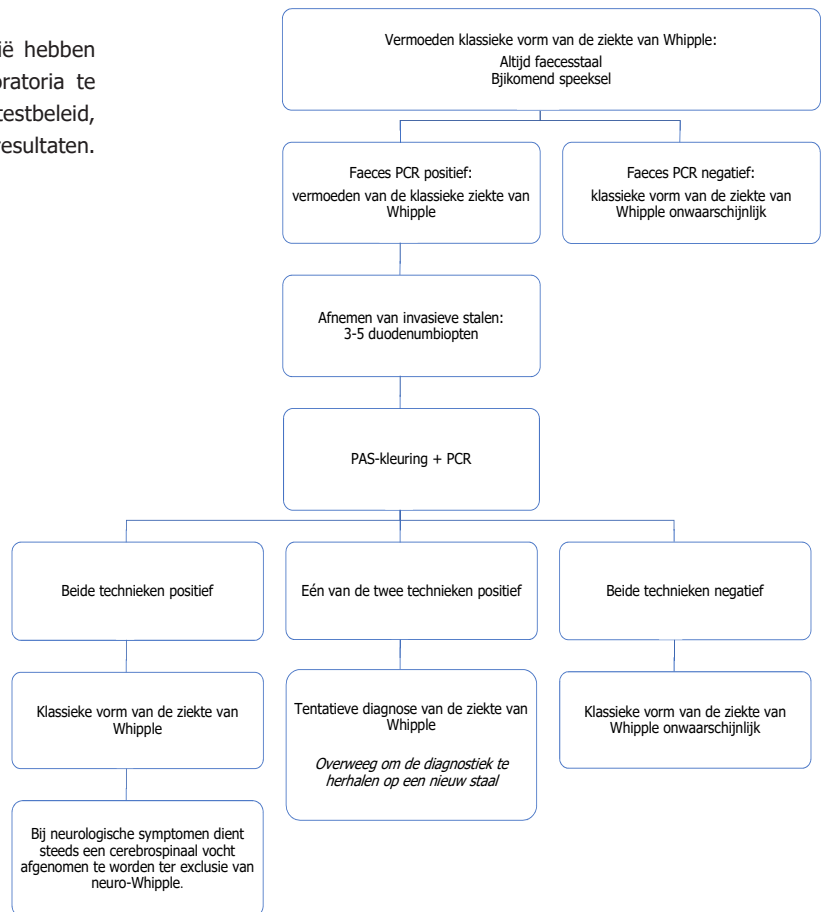 ië hebben
oratoria te
testbeleid,
resultaten.
Vermoeden klassieke vorm van de ziekte van Whipple:
Altijd faecesstaal
Bjikomend speeksel
Faeces PCR positief:
vermoeden van de klassieke ziekte van
Whipple
Faeces PCR negatief:
klassieke vorm van de ziekte van
Whipple onwaarschijnlijk
Afnemen van invasieve stalen:
3-5 duodenumbiopten
PAS-kleuring + PCR
Beide technieken positief
Eén van de twee technieken positief
Beide technieken negatief
Klassieke vorm van de ziekte van
Whipple
Tentatieve diagnose van de ziekte van
Whipple
Overweeg om de diagnostiek te
herhalen op een nieuw staal
Klassieke vorm van de ziekte van
Whipple onwaarschijnlijk
Bij neurologische symptomen dient
steeds een cerebrospinaal vocht
afgenomen te worden ter exclusie van
neuro-Whipple.